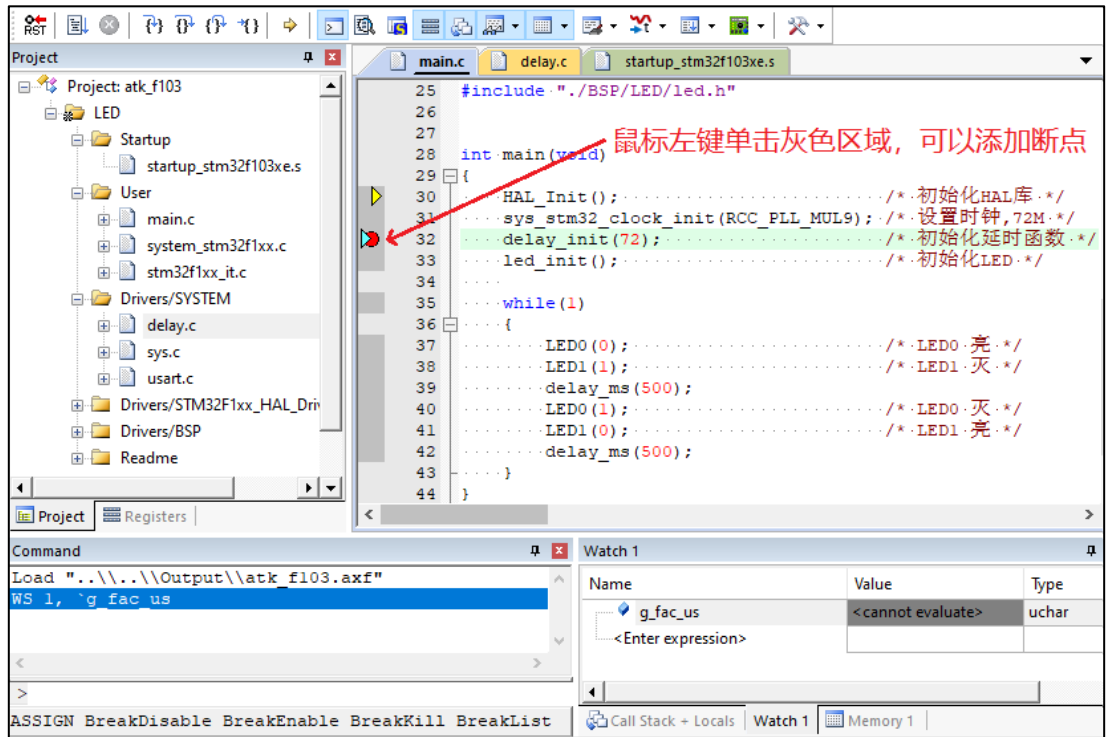 RST
Project
Project: atk_f103
LED
Startup
startup_stm32f103xe.s
User
main.c
system_stm32f1xx.c
stm32f1xx_it.c
Drivers/SYSTEM
delay.c
sys.c
usart.c
Drivers/STM32F1xx_HAL_Driv
Drivers/BSP
Readme
Project
Registers
main.c
delay.c
startup_stm32f103xe.s
25 #include "./BSP/LED/led.h"
26
27
鼠标左键单击灰色区域，可以添加断点
28 int main(void)
29 {
30 HAL_Init(); /* 初始化HAL库 */
31 sys_stm32_clock_init(RCC_PLL_MUL9); /* 设置时钟,72M */
32 delay_init(72); /* 初始化延时函数 */
33 led_init(); /* 初始化LED */
34
35 while(1)
36 {
37 LED0(0); /* LED0 亮 */
38 LED1(1); /* LED1 灭 */
39 delay_ms(500);
40 LED0(1); /* LED0 灭 */
41 LED1(0); /* LED1 亮 */
42 delay_ms(500);
43 }
44 }
Command
Load "..\\..\\Output\\atk_f103.axf"
WS 1, `g_fac_us
>
ASSIGN BreakDisable BreakEnable BreakKill BreakList
Watch 1
Name Value Type
g_fac_us <cannot evaluate> uchar
<Enter expression>
Call Stack + Locals
Watch 1
Memory 1